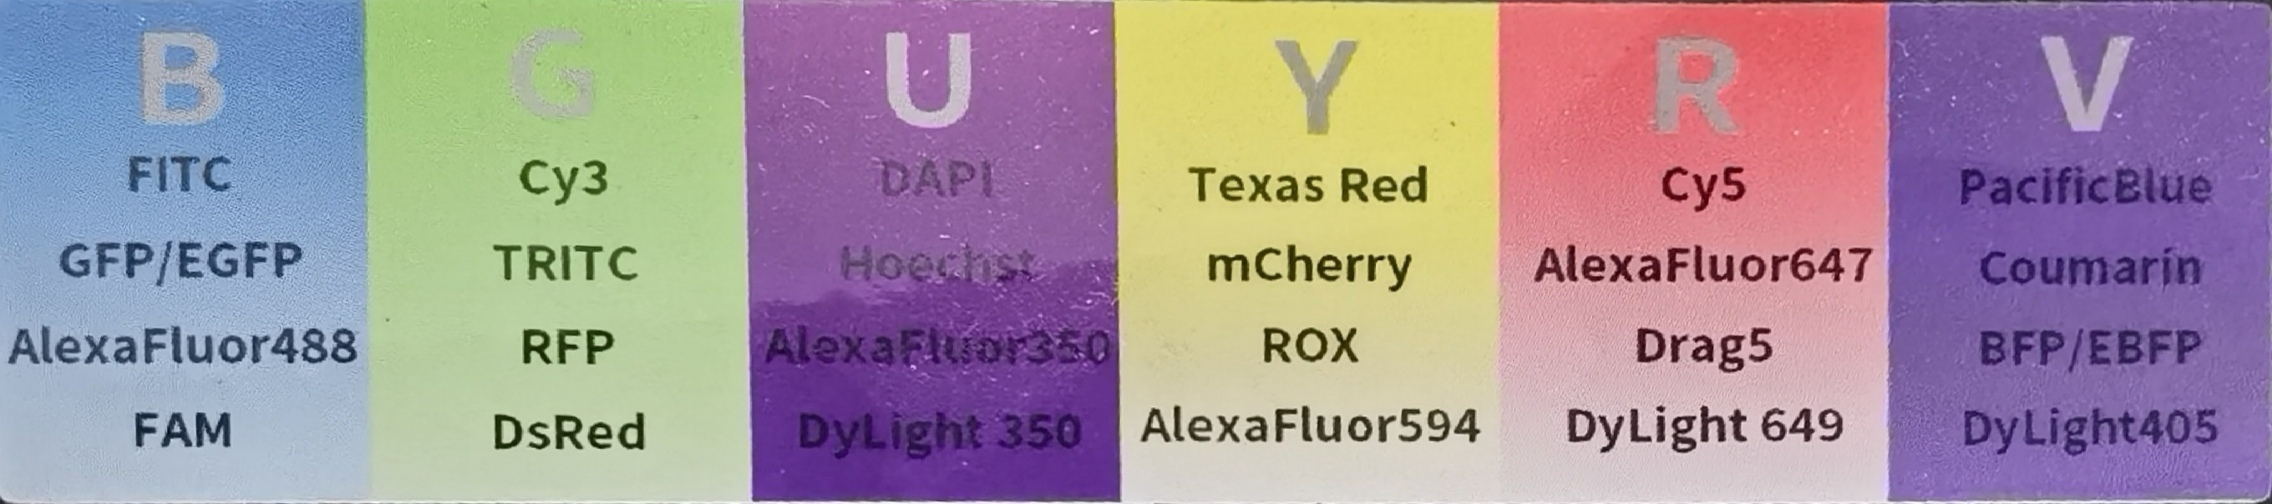 B
FITC
GFP/EGFP
AlexaFluor488
FAM
G
Cy3
TRITC
RFP
DsRed
U
DAPI
Hoechst
AlexaFluor350
DyLight 350
Y
Texas Red
mCherry
ROX
AlexaFluor594
R
Cy5
AlexaFluor647
Drag5
DyLight 649
V
PacificBlue
Coumarin
BFP/EBFP
DyLight405